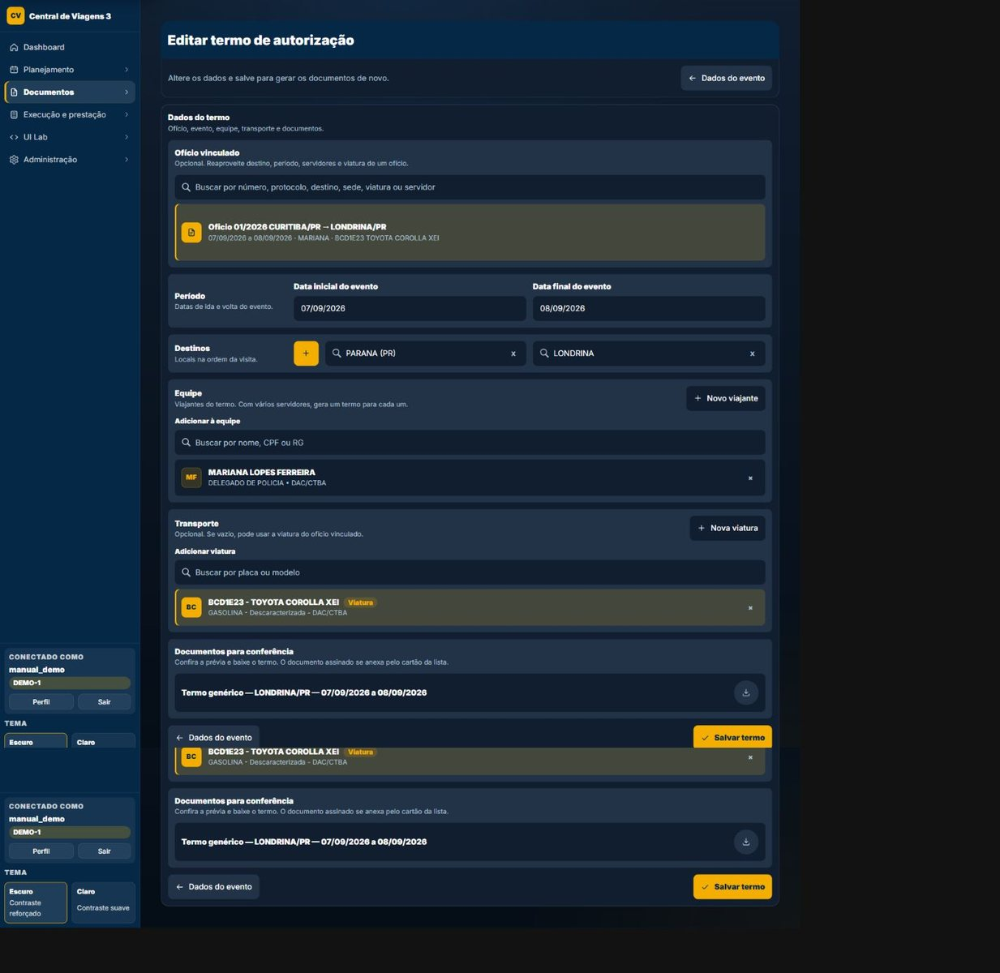 CV Central de Viagens 3
Dashboard
Planejamento
Documentos
Execução e prestação
UI Lab
Administração
CONECTADO COMO
manual_demo
DEMO-1
Perfil Sair
TEMA
Escuro Claro
CONECTADO COMO
manual_demo
DEMO-1
Perfil Sair
TEMA
Escuro Claro
Contraste reforçado Contraste suave
Editar termo de autorização
Altere os dados e salve para gerar os documentos de novo.
← Dados do evento
Dados do termo
Ofício, evento, equipe, transporte e documentos.
Ofício vinculado
Opcional. Reaproveite destino, período, servidores e viatura de um ofício.
Buscar por número, protocolo, destino, sede, viatura ou servidor
Oficio 01/2026 CURITIBA/PR → LONDRINA/PR
07/09/2026 a 08/09/2026 · MARIANA · BCD1E23 TOYOTA COROLLA XEI
Período
Datas de ida e volta do evento.
Data inicial do evento Data final do evento
07/09/2026 08/09/2026
Destinos
Locais na ordem da visita.
+ PARANA (PR) x LONDRINA x
Equipe
Viajantes do termo. Com vários servidores, gera um termo para cada um.
+ Novo viajante
Adicionar à equipe
Buscar por nome, CPF ou RG
MF MARIANA LOPES FERREIRA
DELEGADO DE POLICIA • DAC/CTBA
×
Transporte
Opcional. Se vazio, pode usar a viatura do ofício vinculado.
+ Nova viatura
Adicionar viatura
Buscar por placa ou modelo
BC BCD1E23 - TOYOTA COROLLA XEI Viatura
GASOLINA - Descaracterizada - DAC/CTBA
×
Documentos para conferência
Confira a prévia e baixe o termo. O documento assinado se anexa pelo cartão da lista.
Termo genérico — LONDRINA/PR — 07/09/2026 a 08/09/2026
← Dados do evento ✓ Salvar termo
BC BCD1E23 - TOYOTA COROLLA XEI Viatura
GASOLINA - Descaracterizada - DAC/CTBA
×
Documentos para conferência
Confira a prévia e baixe o termo. O documento assinado se anexa pelo cartão da lista.
Termo genérico — LONDRINA/PR — 07/09/2026 a 08/09/2026
← Dados do evento ✓ Salvar termo